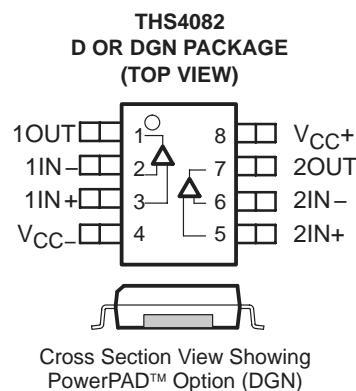 THS4082
D OR DGN PACKAGE
(TOP VIEW)
1OUT 1 8 VCC+
1IN− 2 7 2OUT
1IN+ 3 6 2IN−
VCC− 4 5 2IN+
Cross Section View Showing
PowerPAD™ Option (DGN)